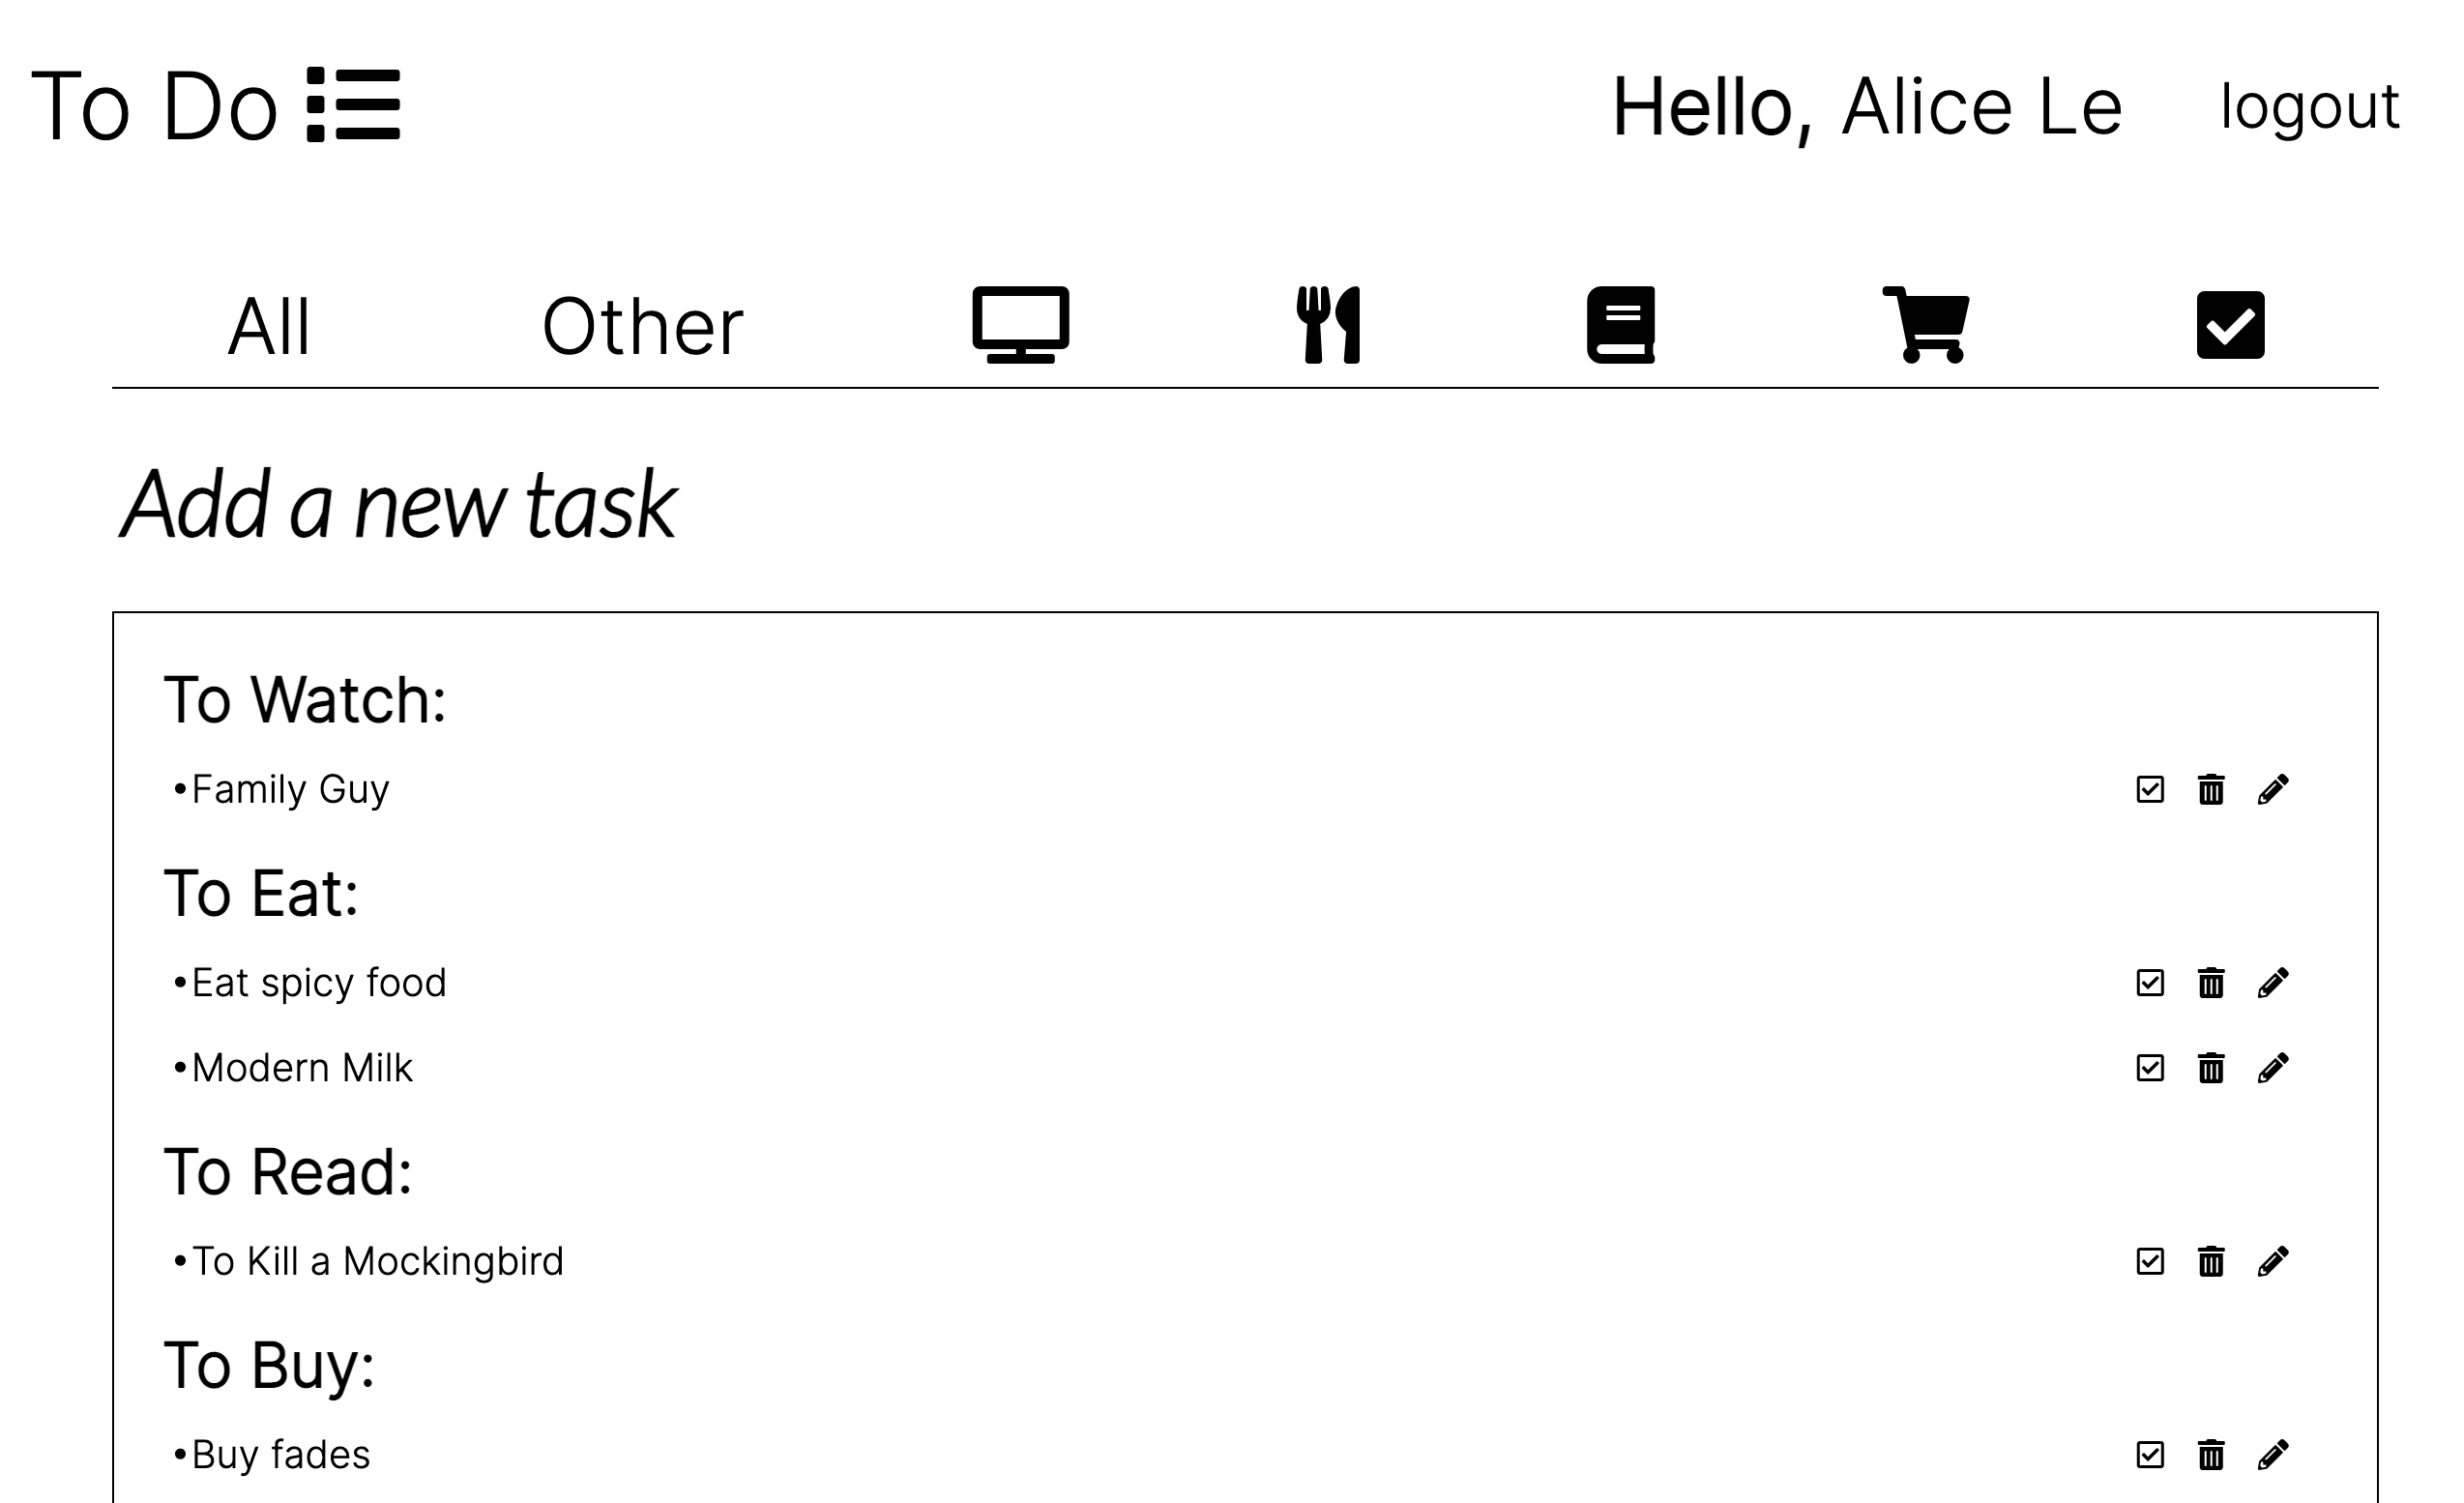 To Do
Hello, Alice Le
logout
All
Other
Add a new task
To Watch:
•Family Guy
To Eat:
•Eat spicy food
•Modern Milk
To Read:
•To Kill a Mockingbird
To Buy:
•Buy fades